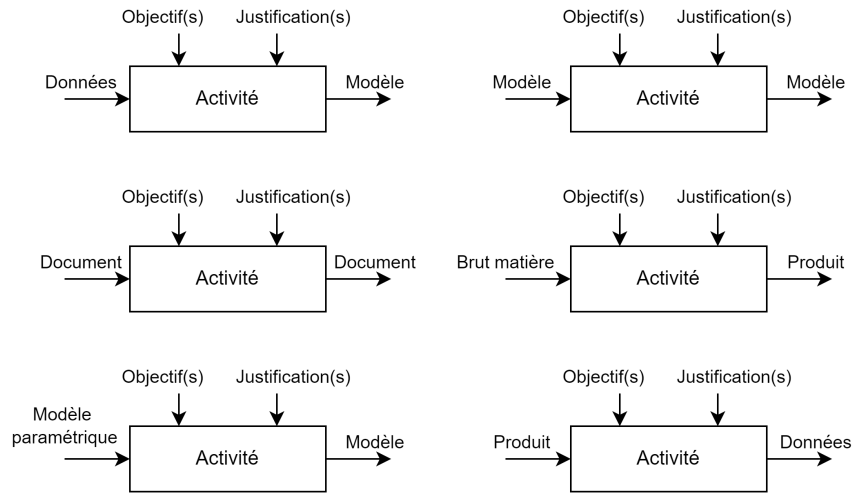 Objectif(s) Justification(s)
Données
Activité
Modèle
Objectif(s) Justification(s)
Modèle
Activité
Modèle
Objectif(s) Justification(s)
Document
Activité
Document
Objectif(s) Justification(s)
Brut matière
Activité
Produit
Objectif(s) Justification(s)
Modèle
paramétrique
Activité
Modèle
Objectif(s) Justification(s)
Produit
Activité
Données